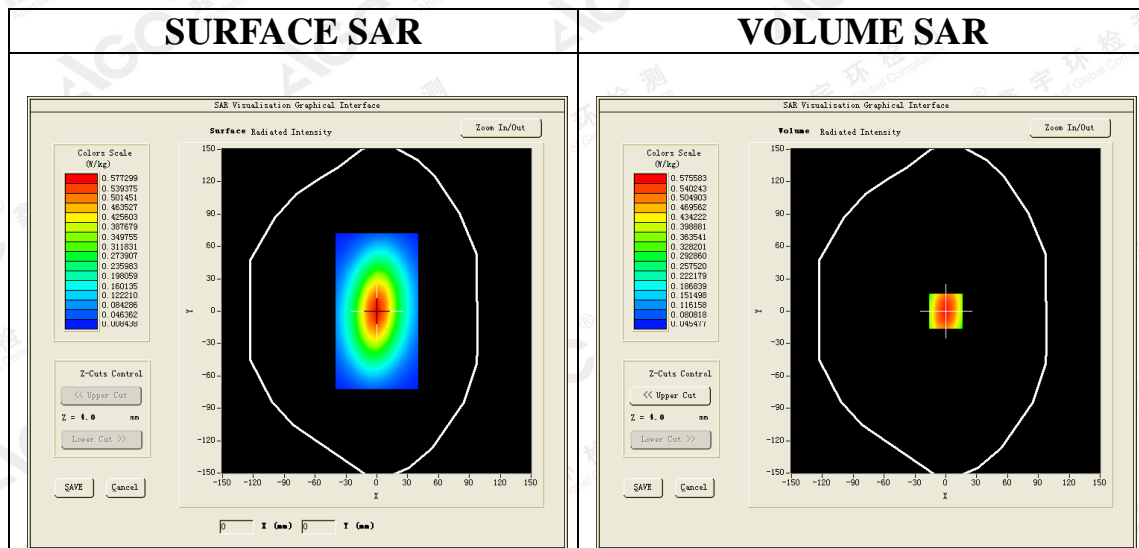 SURFACE SAR
VOLUME SAR
SAR Visualisation Graphical Interface
Surface Radiated Intensity
Zoom In/Out
Colors Scale
(W/kg)
0.577299
0.539375
0.501451
0.463527
0.425603
0.387679
0.349755
0.311831
0.273907
0.235983
0.198059
0.160135
0.122210
0.084286
0.046362
0.008438
Z-Cuts Control
<< Upper Cut
Z = 4.0 mm
Lower Cut >>
SAVE
Cancel
150
120
90
60
30
0
-30
-60
-90
-120
-150
Y
-150 -120 -90 -60 -30 0 30 60 90 120 150
X
0 X (mm) 0 Y (mm)
SAR Visualisation Graphical Interface
Volume Radiated Intensity
Zoom In/Out
Colors Scale
(W/kg)
0.575583
0.540243
0.504903
0.469562
0.434222
0.398881
0.363541
0.328201
0.292860
0.257520
0.222179
0.186839
0.151498
0.116158
0.080818
0.045477
Z-Cuts Control
<< Upper Cut
Z = 4.0 mm
Lower Cut >>
SAVE
Cancel
150
120
90
60
30
0
-30
-60
-90
-120
-150
Y
-150 -120 -90 -60 -30 0 30 60 90 120 150
X